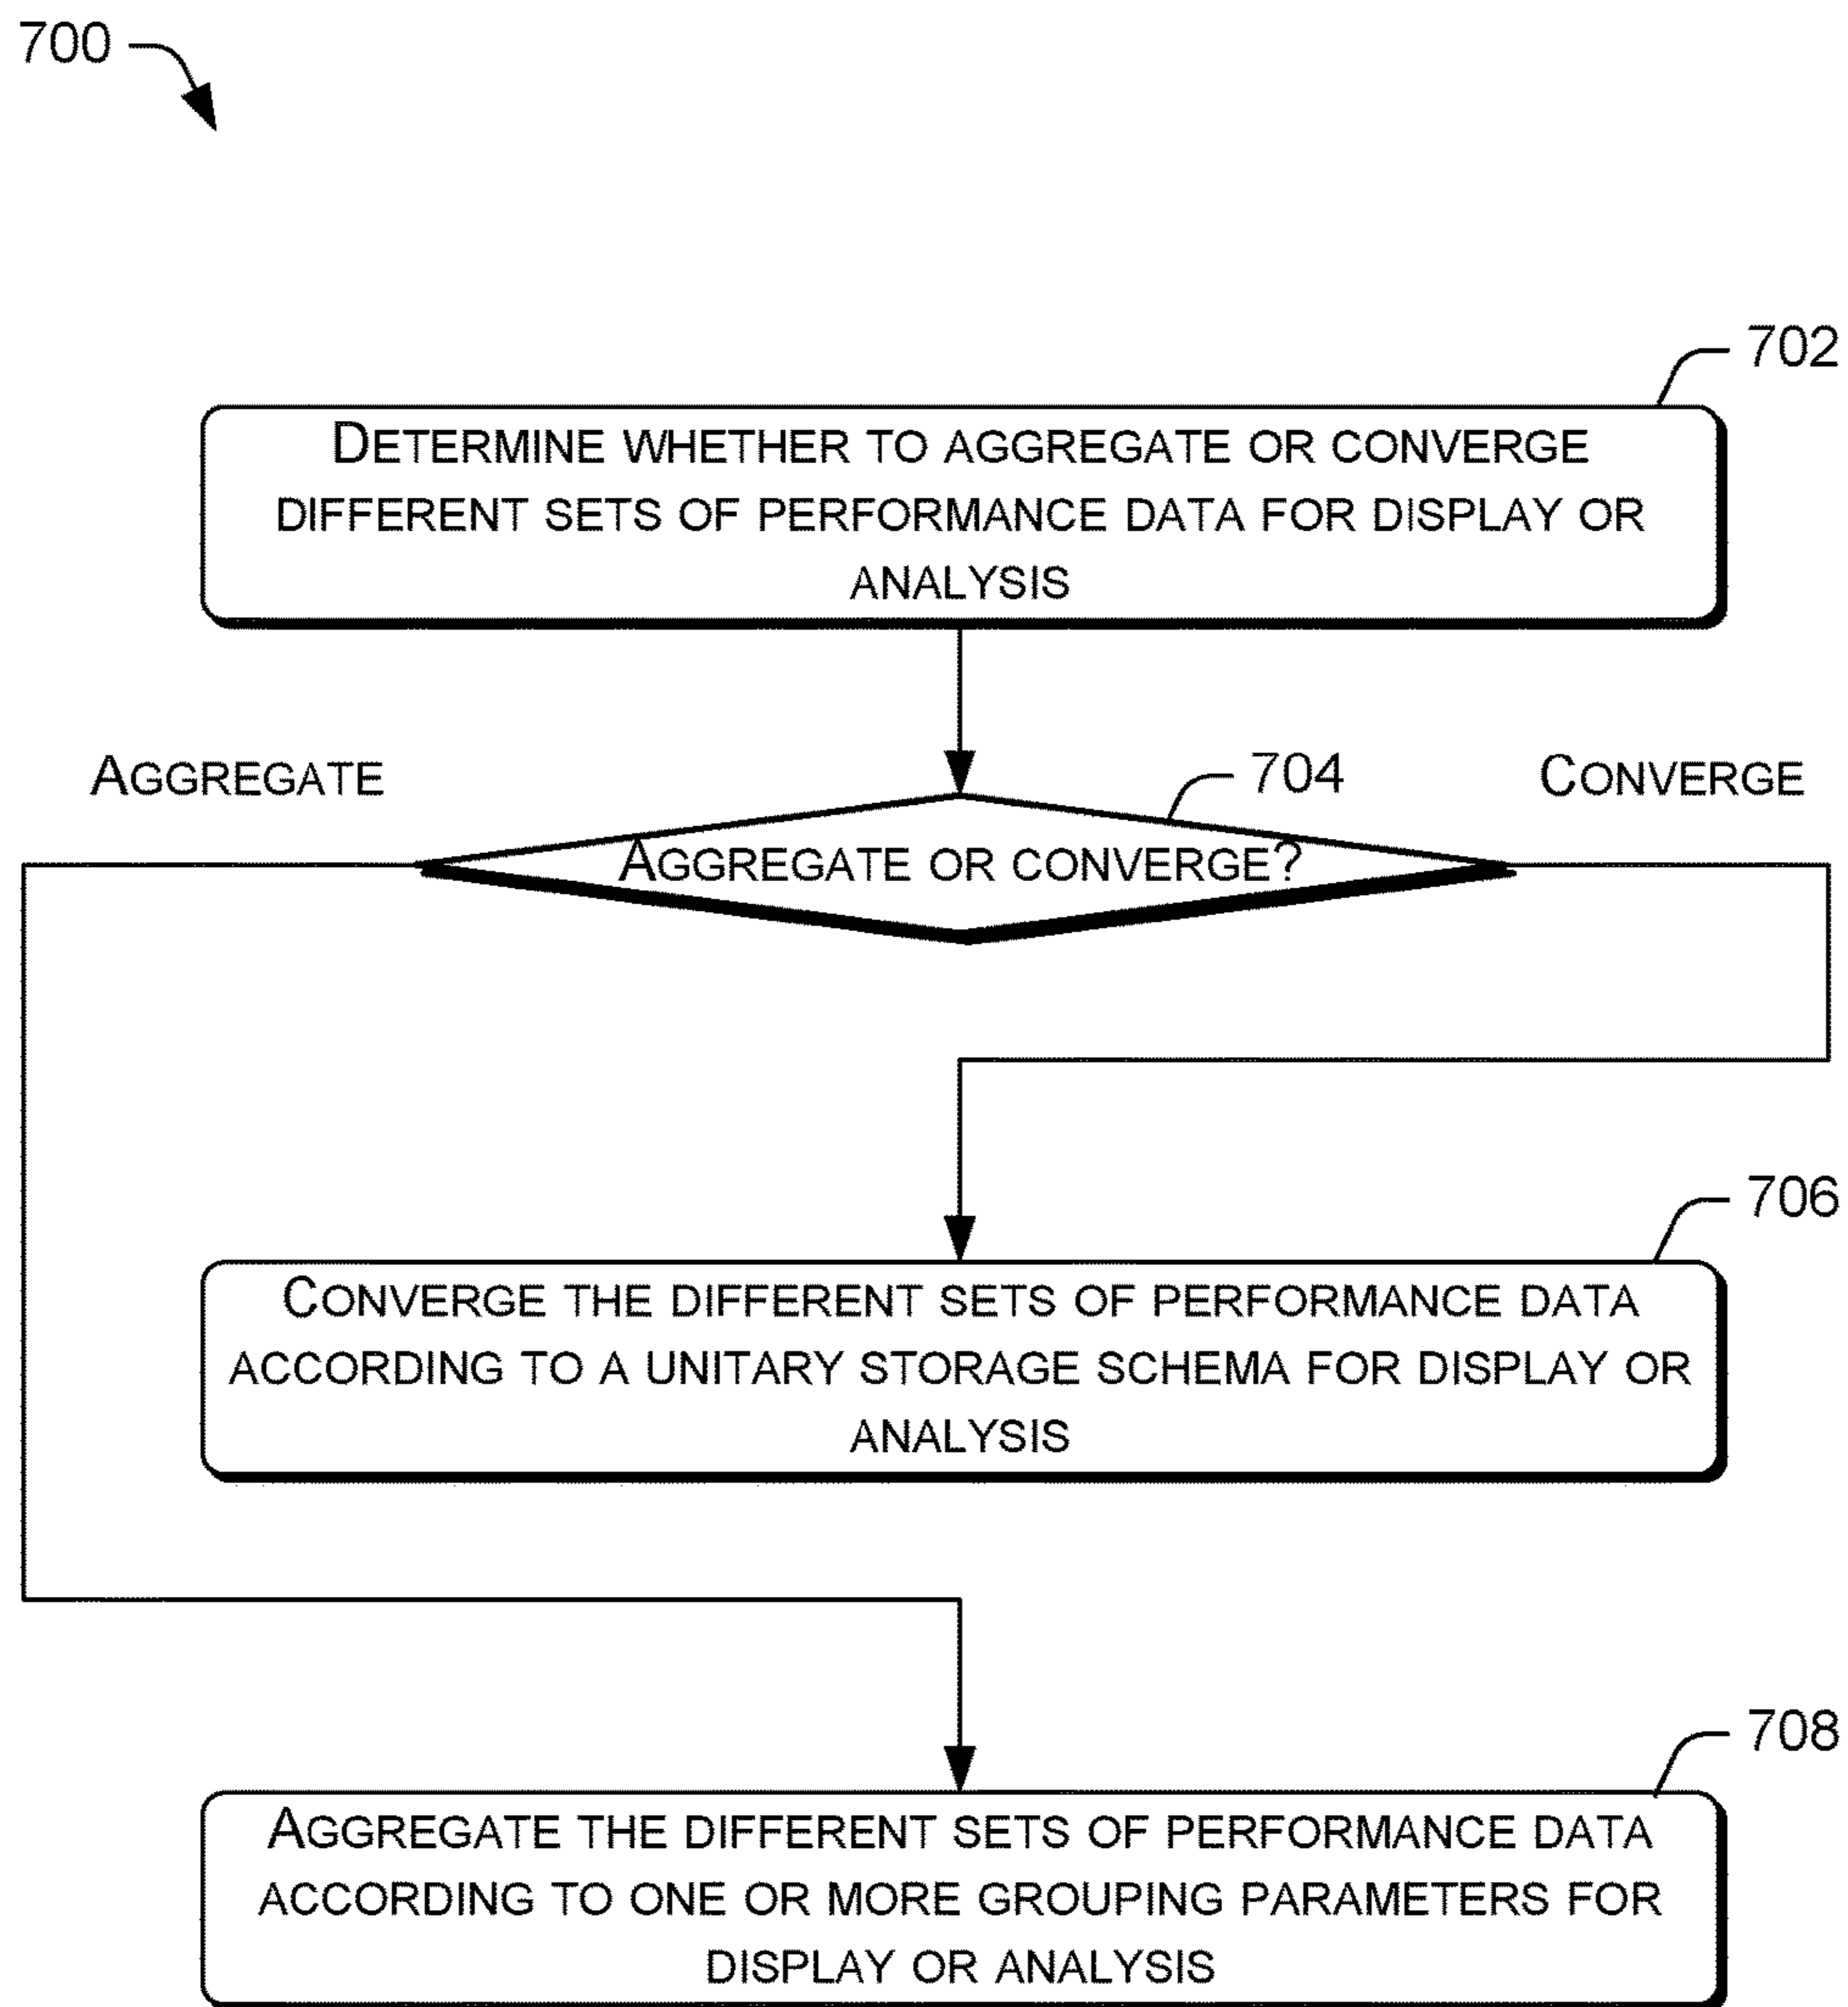 700
702
DETERMINE WHETHER TO AGGREGATE OR CONVERGE
DIFFERENT SETS OF PERFORMANCE DATA FOR DISPLAY OR
ANALYSIS
AGGREGATE
704
CONVERGE
AGGREGATE OR CONVERGE?
706
CONVERGE THE DIFFERENT SETS OF PERFORMANCE DATA
ACCORDING TO A UNITARY STORAGE SCHEMA FOR DISPLAY OR
ANALYSIS
708
AGGREGATE THE DIFFERENT SETS OF PERFORMANCE DATA
ACCORDING TO ONE OR MORE GROUPING PARAMETERS FOR
DISPLAY OR ANALYSIS